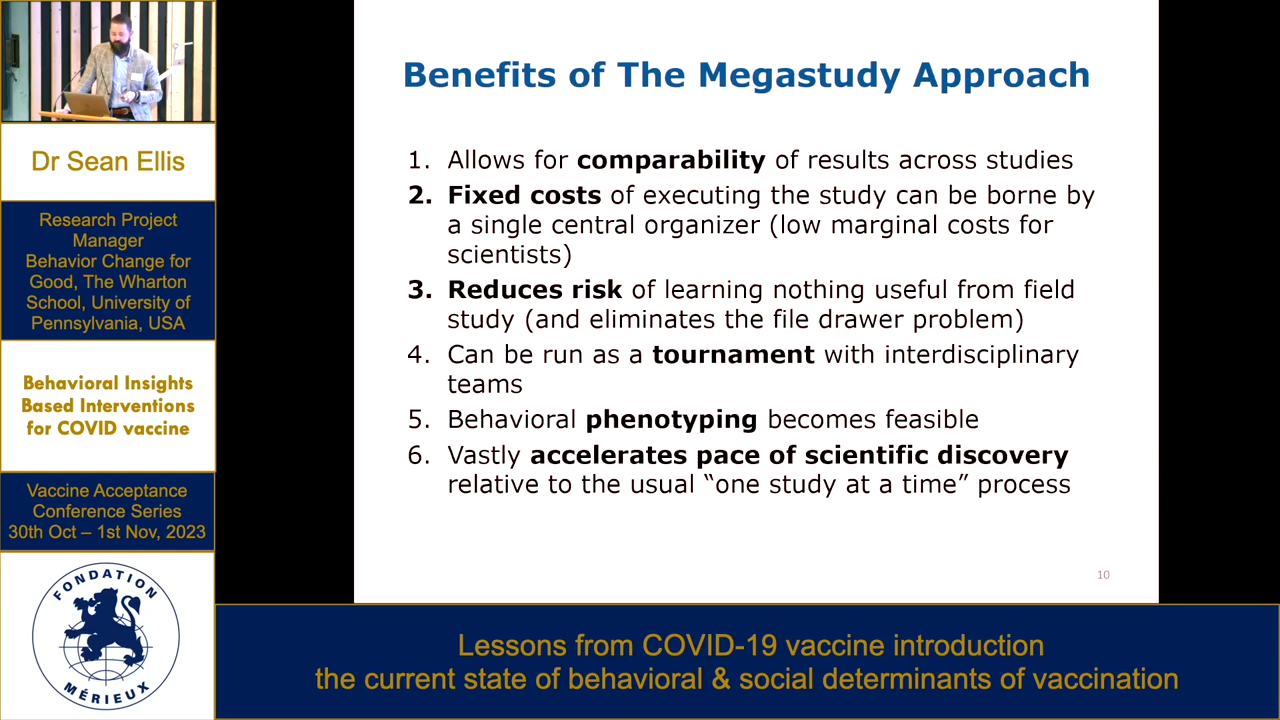 Dr Sean Ellis
Research Project
Manager
Behavior Change for
Good, The Wharton
School, University of
Pennsylvania, USA
Behavioral Insights
Based Interventions
for COVID vaccine
Vaccine Acceptance
Conference Series
30th Oct – 1st Nov, 2023
FONDATION
MÉRIEUX
Benefits of The Megastudy Approach
1. Allows for comparability of results across studies
2. Fixed costs of executing the study can be borne by
a single central organizer (low marginal costs for
scientists)
3. Reduces risk of learning nothing useful from field
study (and eliminates the file drawer problem)
4. Can be run as a tournament with interdisciplinary
teams
5. Behavioral phenotyping becomes feasible
6. Vastly accelerates pace of scientific discovery
relative to the usual “one study at a time” process
10
Lessons from COVID-19 vaccine introduction
the current state of behavioral & social determinants of vaccination